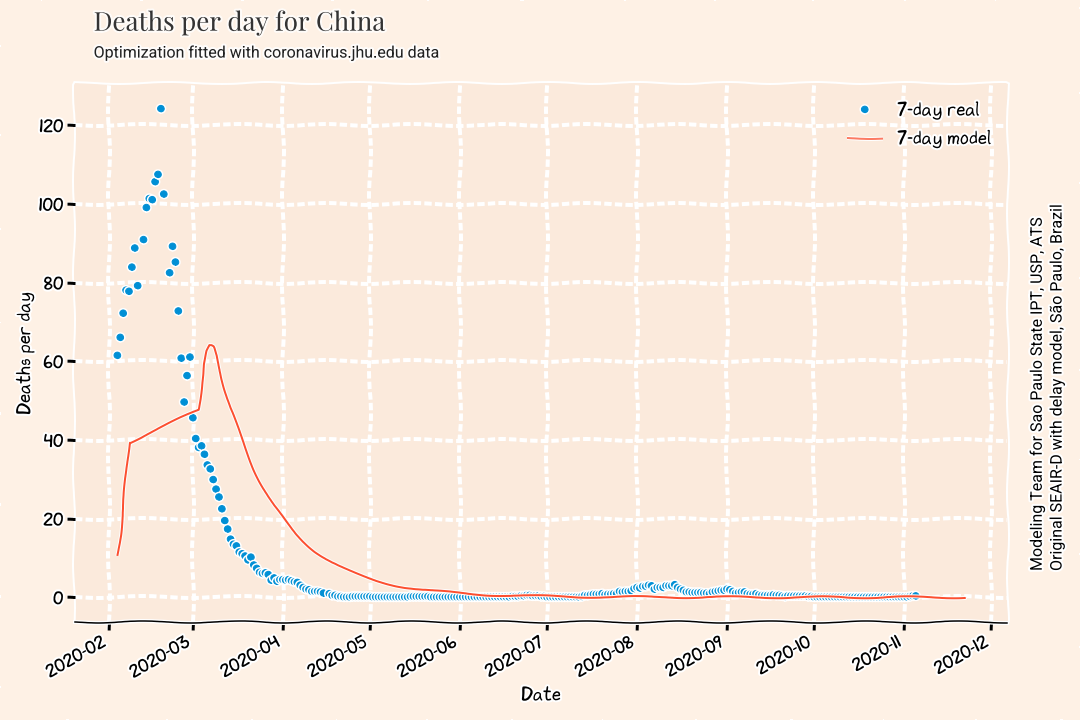 Deaths per day for China
Optimization fitted with coronavirus.jhu.edu data
7-day real
7-day model
120
100
80
60
40
20
0
Deaths per day
2020-02
2020-03
2020-04
2020-05
2020-06
2020-07
2020-08
2020-09
2020-10
2020-11
2020-12
Date
Modeling Team for Sao Paulo State IPT, USP, ATS
Original SEAIR-D with delay model, São Paulo, Brazil